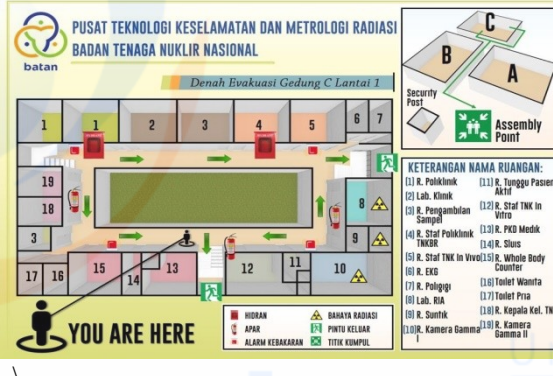 PUSAT TEKNOLOGI KESELAMATAN DAN METROLOGI RADIASI
BADAN TENAGA NUKLIR NASIONAL
batan
Denah Evakuasi Gedung C Lantai 1
1 1 2 3 4 5 6 7
19
18
3
17 16 15 14 13 12 11 10
8
9
YOU ARE HERE
HIDRAN
APAR
ALARM KEBAKARAN
BAHAYA RADIASI
PINTU KELUAR
TITIK KUMPUL
C
B
A
Security
Post
Assembly
Point
KETERANGAN NAMA RUANGAN:
[1] R. Poliklinik
[2] Lab. Klinik
[3] R. Pengambilan
Sampel
[4] R. Staf Poliklinik
TNKBR
[5] R. Staf TNK In Vivo
[6] R. EKG
[7] R. Poligigi
[8] Lab. RIA
[9] R. Suntik
[10] R. Kamera Gamma
I
[11] R. Tunggu Pasien
Aktif
[12] R. Staf TNK In
Vitro
[13] R. PKD Medik
[14] R. Sluis
[15] R. Whole Body
Counter
[16] Toilet Wanita
[17] Toilet Pria
[18] R. Kepala Kel. TN
[19] R. Kamera
Gamma II